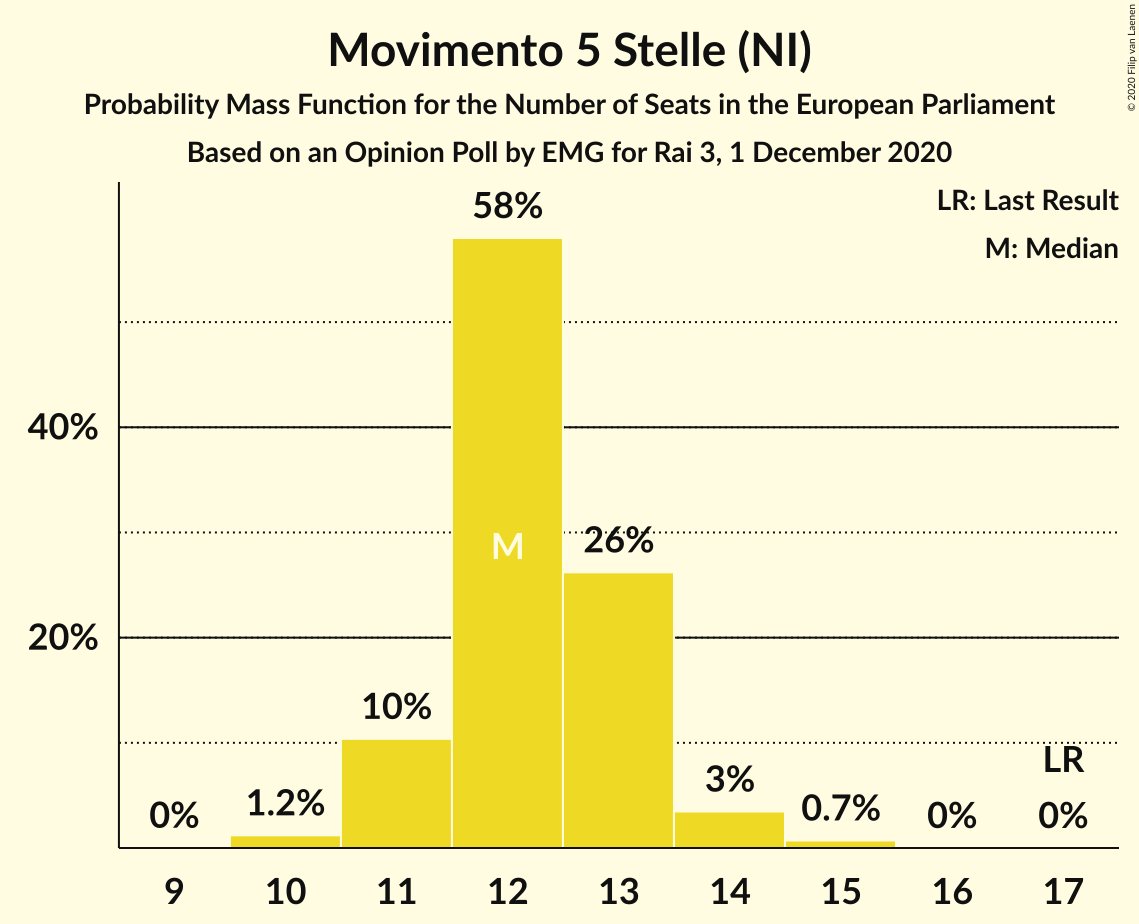 Movimento 5 Stelle (NI)
Probability Mass Function for the Number of Seats in the European Parliament
Based on an Opinion Poll by EMG for Rai 3, 1 December 2020
© 2020 Filip van Laenen
LR: Last Result
M: Median
58%
40%
M
26%
20%
10%
LR
3%
1.2%
0.7%
0%
0%
0%
9 10 11 12 13 14 15 16 17